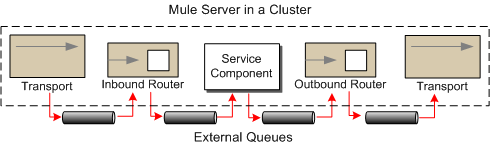 Mule Server in a Cluster
Service
Component
Transport
Inbound Router
Outbound Router
Transport
External Queues